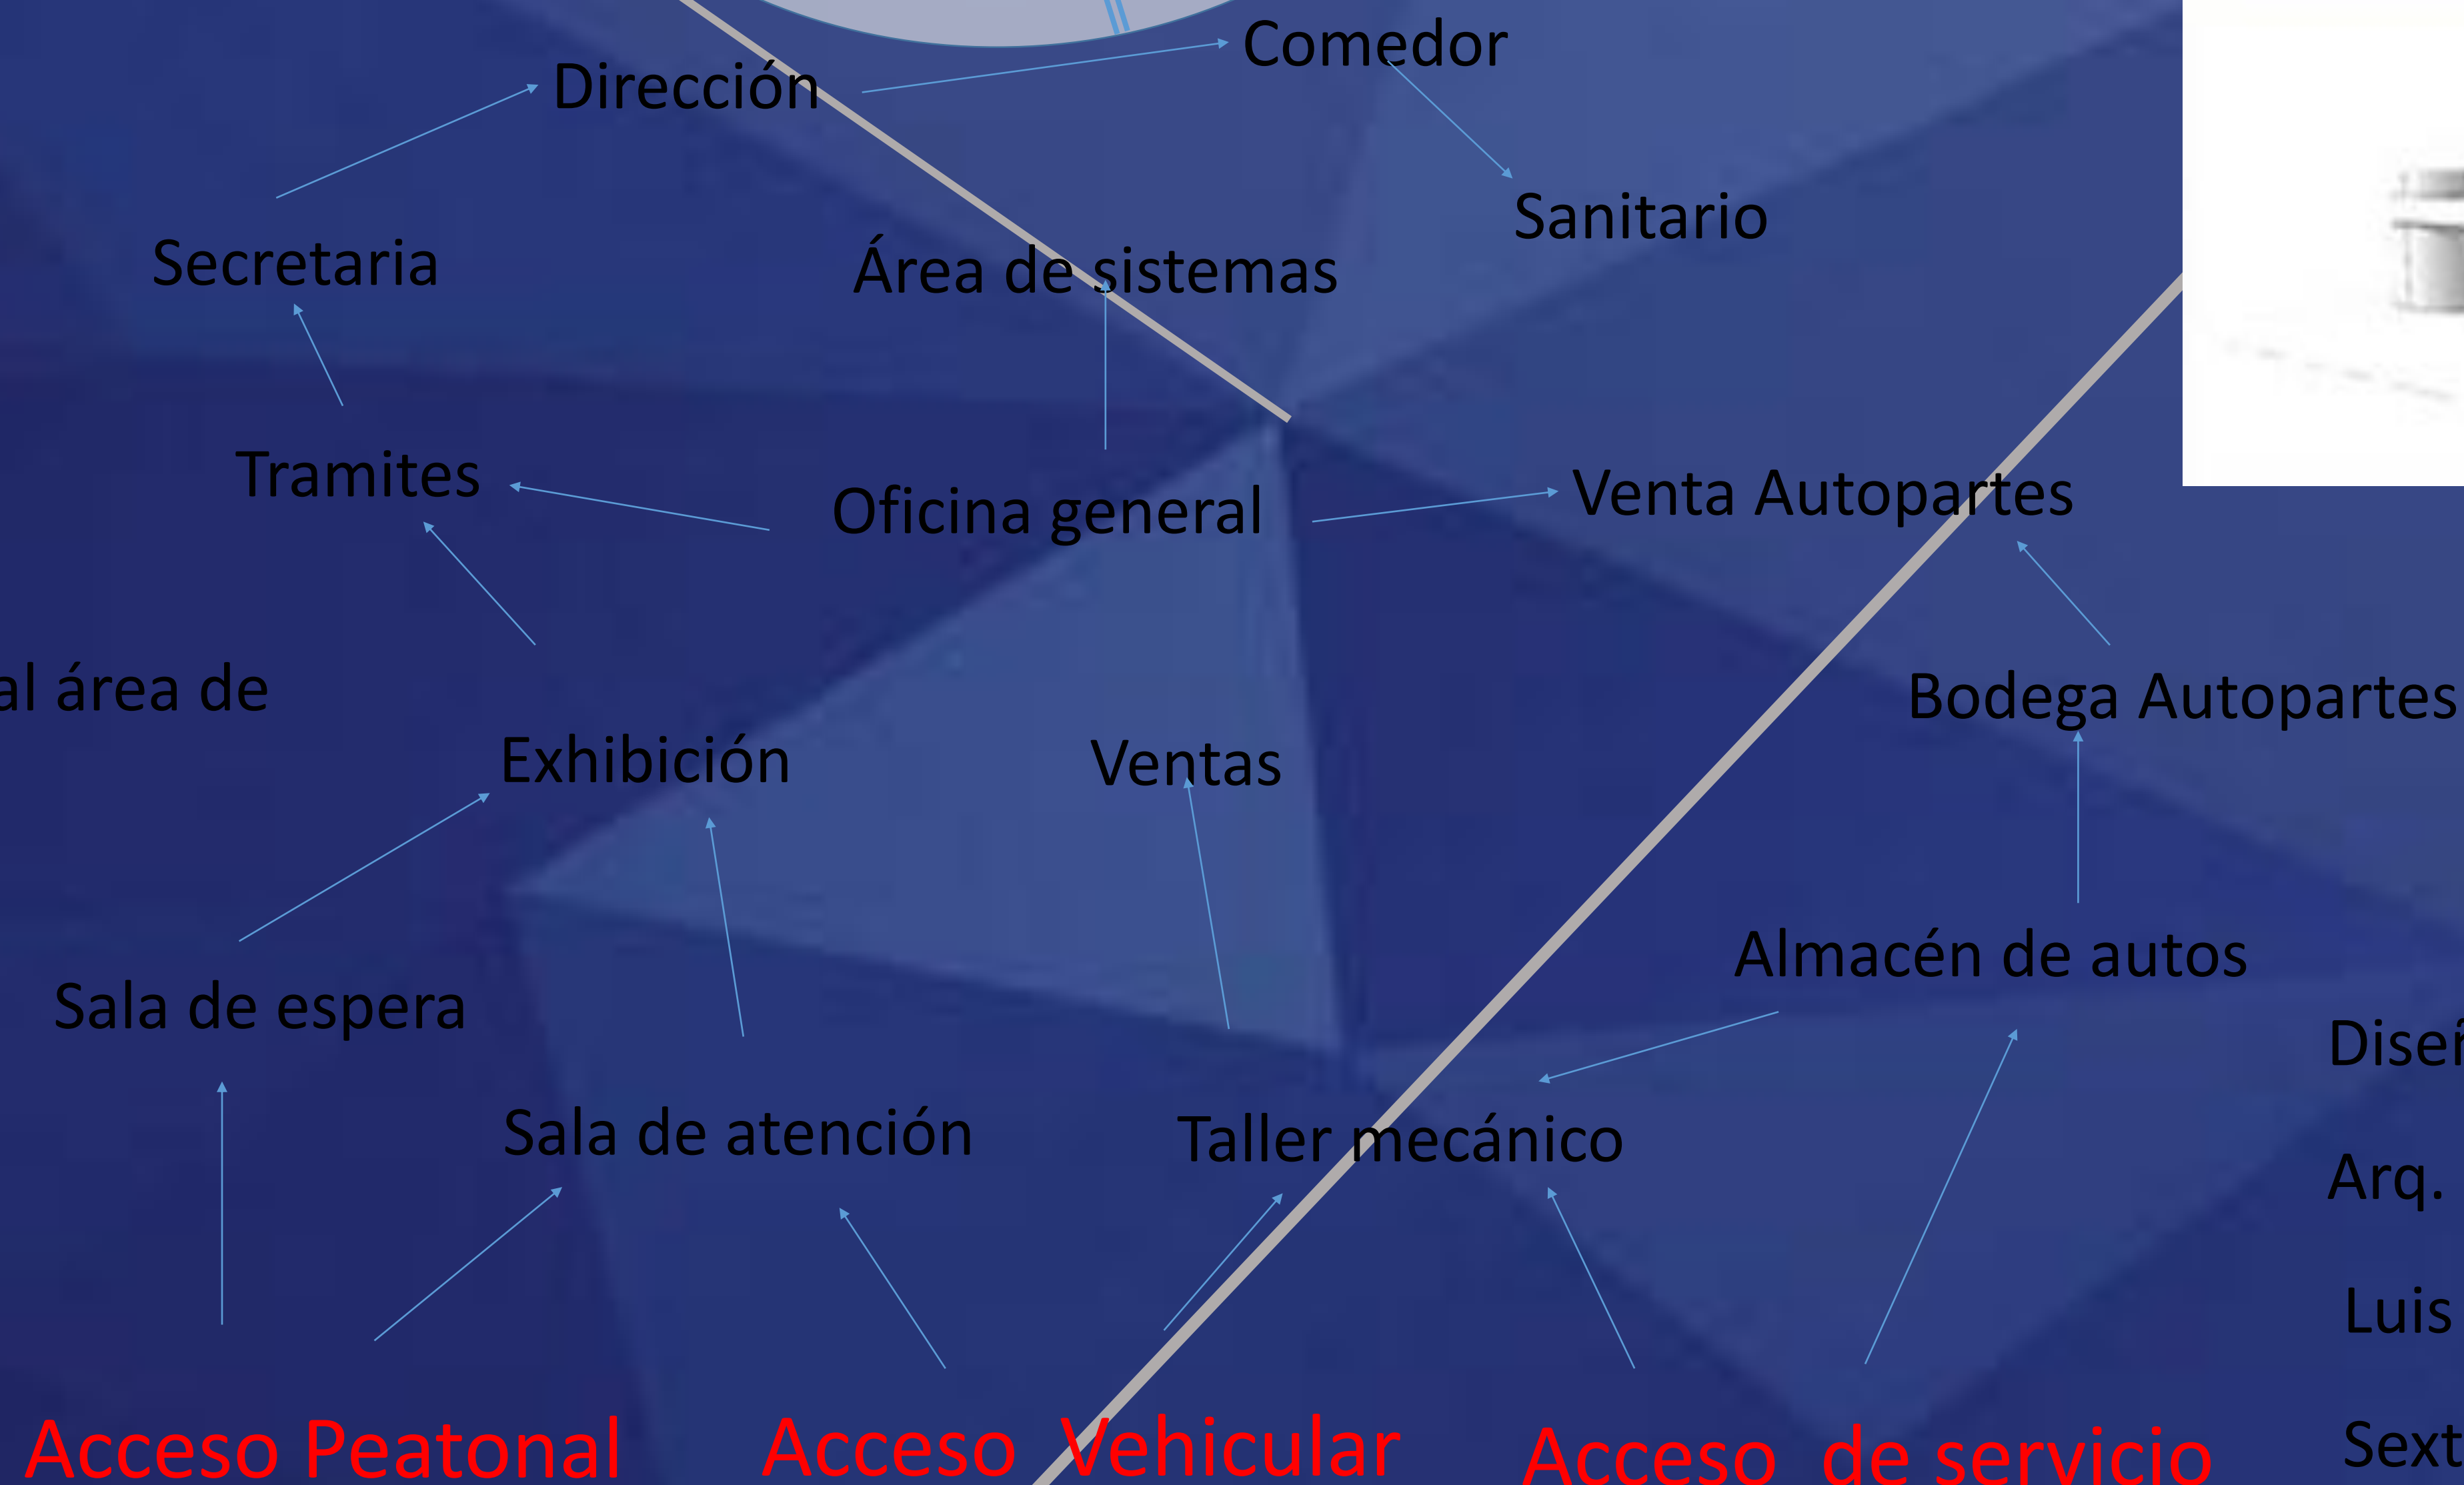 Comedor
Dirección
Sanitario
Secretaria
Área de sistemas
Tramites
Oficina general
Venta Autopartes
área de
Bodega Autopartes
Exhibición
Ventas
Almacén de autos
Sala de espera
Sala de atención
Taller mecánico
Arq.
Luis
Acceso Peatonal
Acceso Vehicular
Acceso de servicio